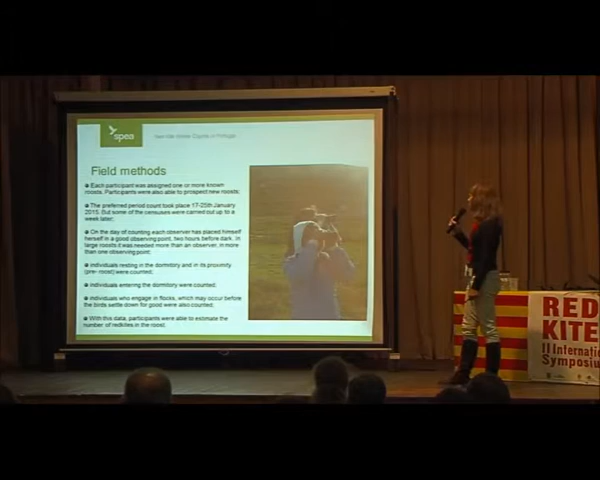 spea
Red Kite Winter Counts in Portugal
Field methods
Each participant was assigned one or more known
roosts. Participants were also able to prospect new roosts;
The preferred period count took place 17-25th January
2015. But some of the censuses were carried out up to a
week later;
On the day of counting each observer has placed himself
herself in a good observing point, two hours before dark. In
large roosts it was needed more than an observer, in more
than one observing point;
individuals resting in the dormitory and in its proximity
(pre- roost) were counted;
individuals entering the dormitory were counted;
individuals who engage in flocks, which may occur before
the birds settle down for good were also counted;
With this data, participants were able to estimate the
number of redkites in the roost.
RED
KITE
II Internatio
Symposiu